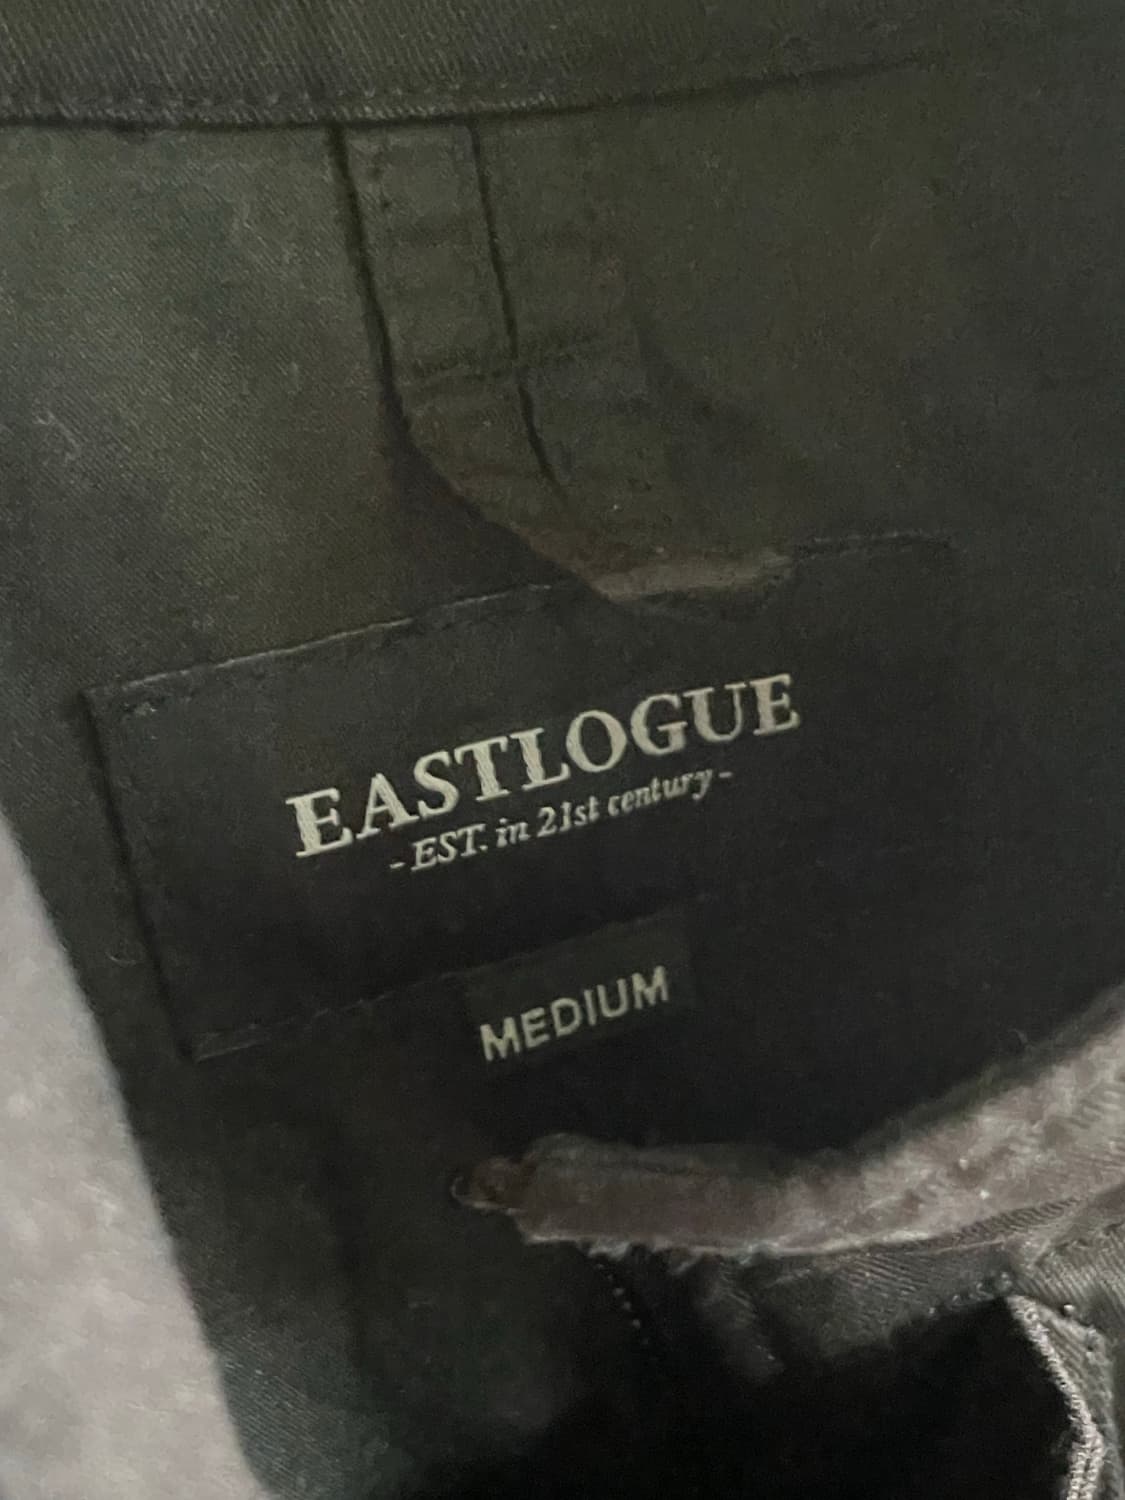 EASTLOGUE
- EST. in 21st century -
MEDIUM